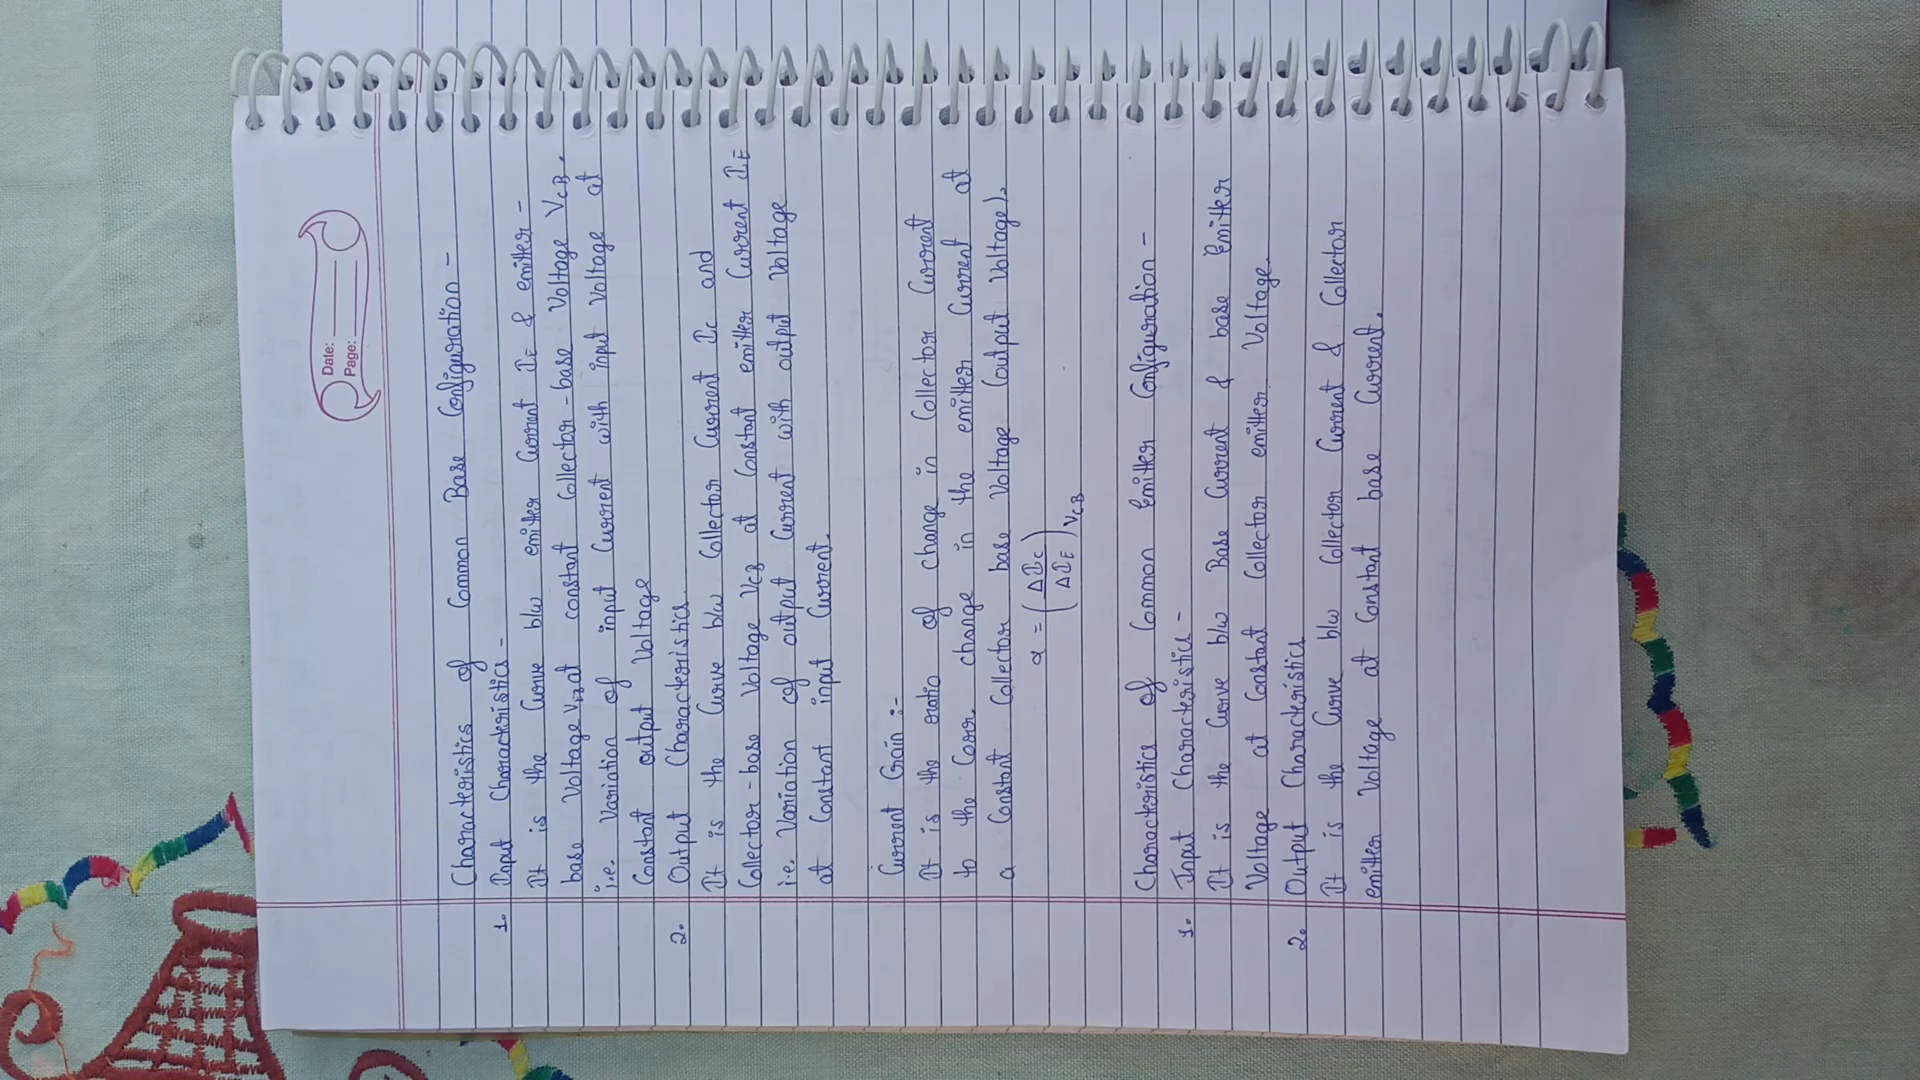 Date:
Page:
Characteristics of Common Base Configuration -
1. Input Characteristics -
It is the Curve b/w emitter Current IE & emitter -
base Voltage VEB at constant Collector - base Voltage VCB.
i.e. Variation of input Current with input Voltage at
Constant output Voltage
2. Output Characteristics.
It is the Curve b/w Collector Current IC and
Collector - base Voltage VCB at Constant emitter Current IE
i.e. Variation of output Current with output Voltage
at Constant input Current.
Current Grain :-
It is the ratio of change in Collector Current
to the Corr. change in the emitter Current at
a Constant Collector base Voltage (output Voltage).
α = (ΔIC / ΔIE) VCB
Characteristics of Common Emitter Configuration -
1. Input Characteristics -
It is the Curve b/w Base Current & base Emitter
Voltage at Constant Collector emitter Voltage.
2. Output Characteristics
It is the Curve b/w Collector Current & Collector
emitter Voltage at Constant base Current.